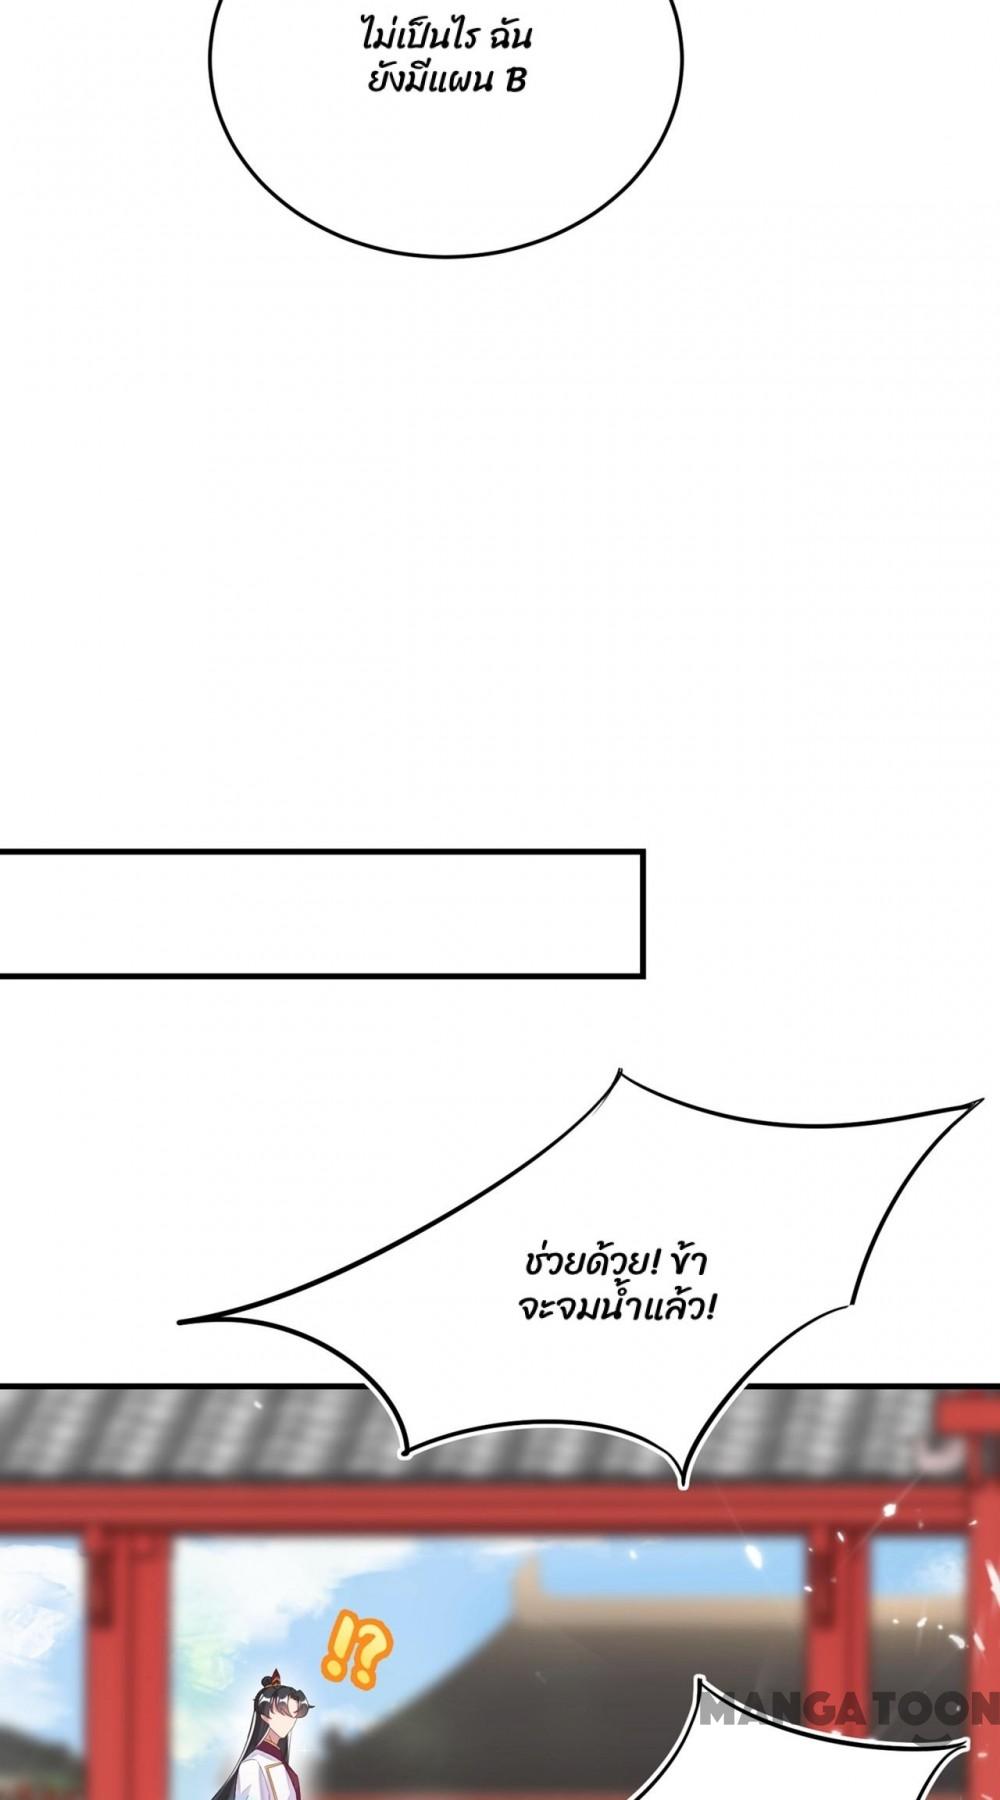 ไม่เป็นไร ฉัน
ยังมีแผน B
ช่วยด้วย! ข้า
จะจมน้ำแล้ว!
!?
MANGATOON